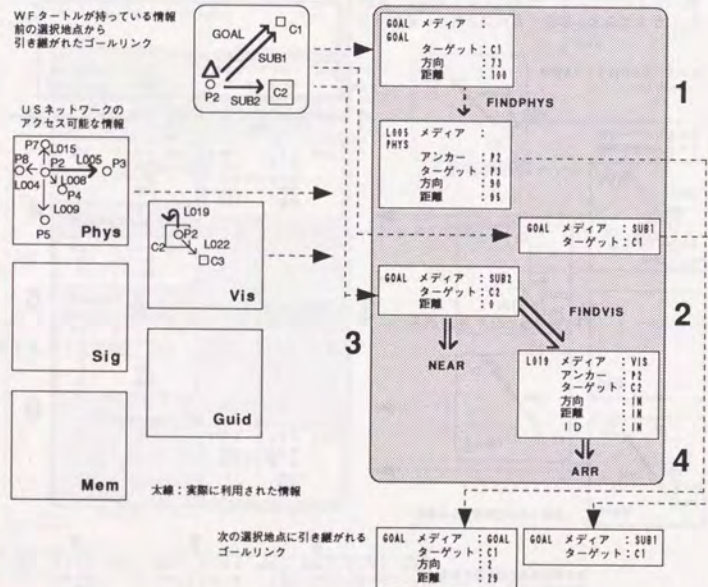 WFタートルが持っている情報
前の選択地点から
引き継がれたゴールリンク
GOAL
C1
SUB1
P2
SUB2
C2
USネットワークの
アクセス可能な情報
P7
L015
P8
P2
L005
P3
L004
L008
P4
L009
P5
Phys
L019
P2
C2
L022
C3
Vis
Sig
Guid
Mem
太線:実際に利用された情報
GOAL メディア :
GOAL
ターゲット:C1
方向 :73
距離 :100
1
FINDPHYS
L005 メディア :
PHYS
アンカー :P2
ターゲット:P3
方向 :90
距離 :95
GOAL メディア :SUB1
ターゲット:C1
GOAL メディア :SUB2
ターゲット:C2
距離 :0
FINDVIS
2
3
NEAR
L019 メディア :VIS
アンカー :P2
ターゲット:C2
方向 :IN
距離 :IN
ID :IN
ARR
4
次の選択地点に引き継がれる
ゴールリンク
GOAL メディア :GOAL
ターゲット:C1
方向 :2
距離 :29
GOAL メディア :SUB1
ターゲット:C1